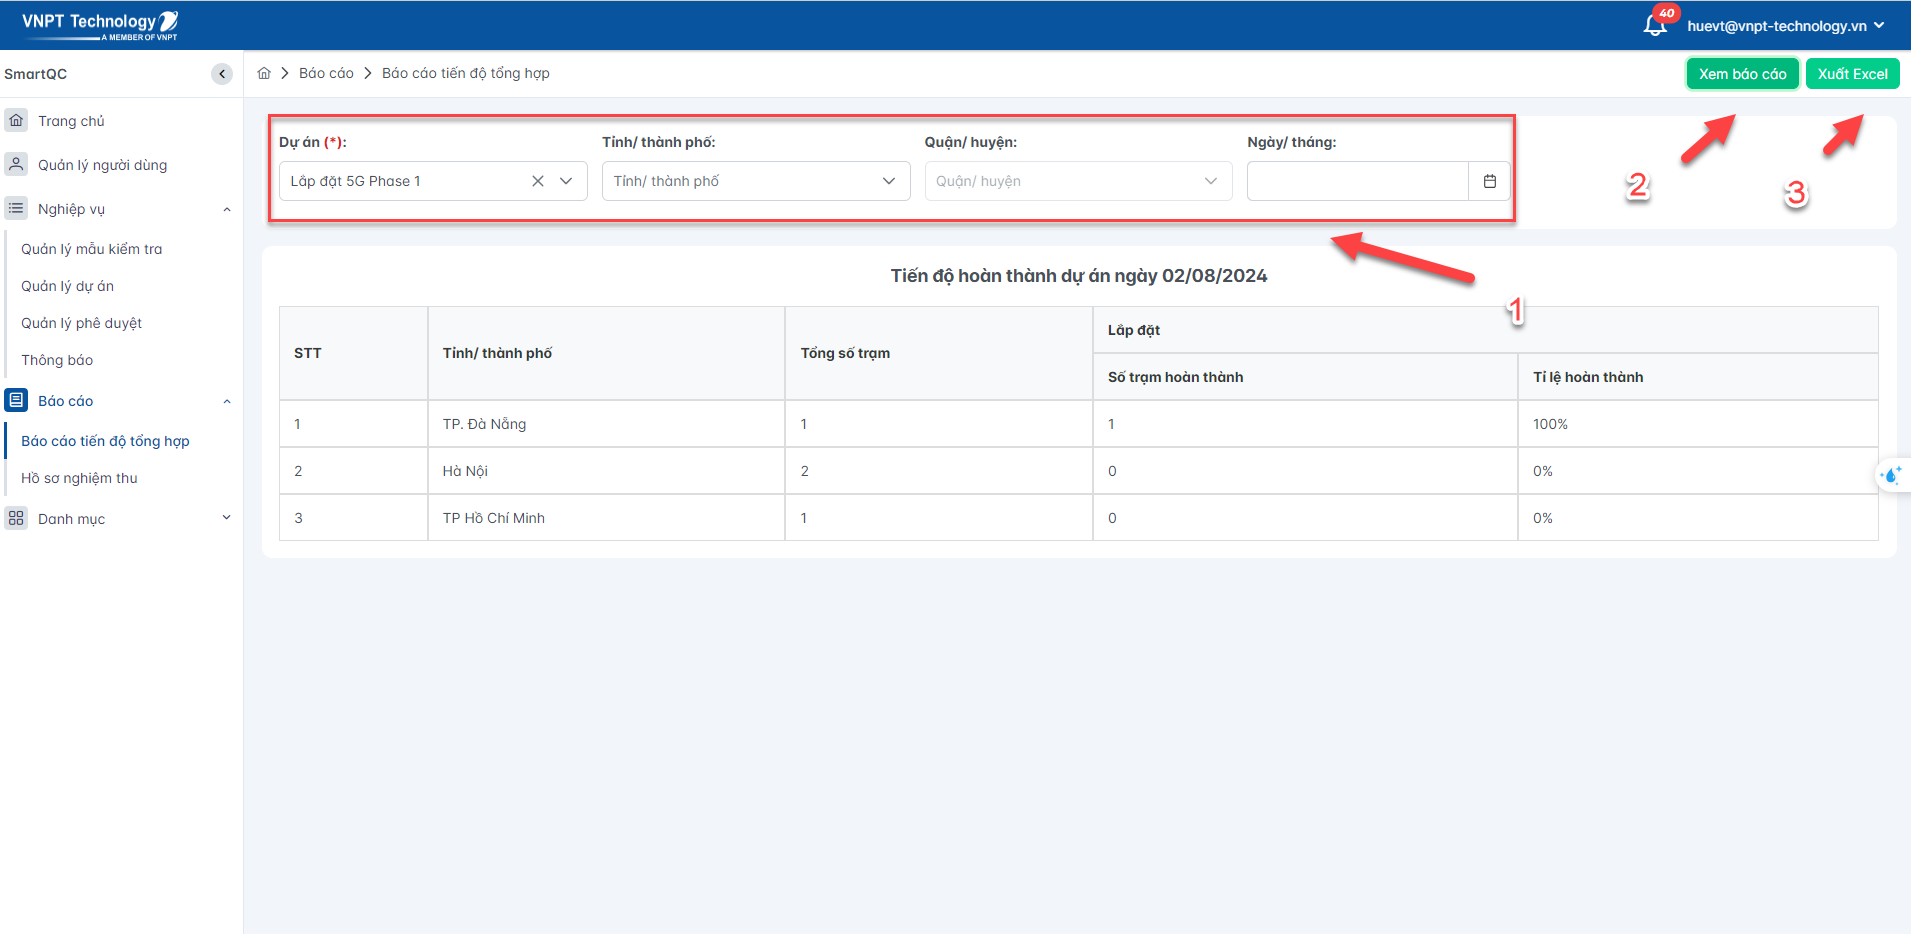 VNPT Technology
A MEMBER OF VNPT
40
huevt@vnpt-technology.vn
SmartQC
Báo cáo
Báo cáo tiến độ tổng hợp
Xem báo cáo
Xuất Excel
Trang chủ
Quản lý người dùng
Nghiệp vụ
Quản lý mẫu kiểm tra
Quản lý dự án
Quản lý phê duyệt
Thông báo
Báo cáo
Báo cáo tiến độ tổng hợp
Hồ sơ nghiệm thu
Danh mục
Dự án (*):
Tỉnh/ thành phố:
Quận/ huyện:
Ngày/ tháng:
Lắp đặt 5G Phase 1
Tỉnh/ thành phố
Quận/ huyện
2
3
1
Tiến độ hoàn thành dự án ngày 02/08/2024
STT
Tỉnh/ thành phố
Tổng số trạm
Lắp đặt
Số trạm hoàn thành
Tỉ lệ hoàn thành
1 TP. Đà Nẵng 1 1 100%
2 Hà Nội 2 0 0%
3 TP Hồ Chí Minh 1 0 0%